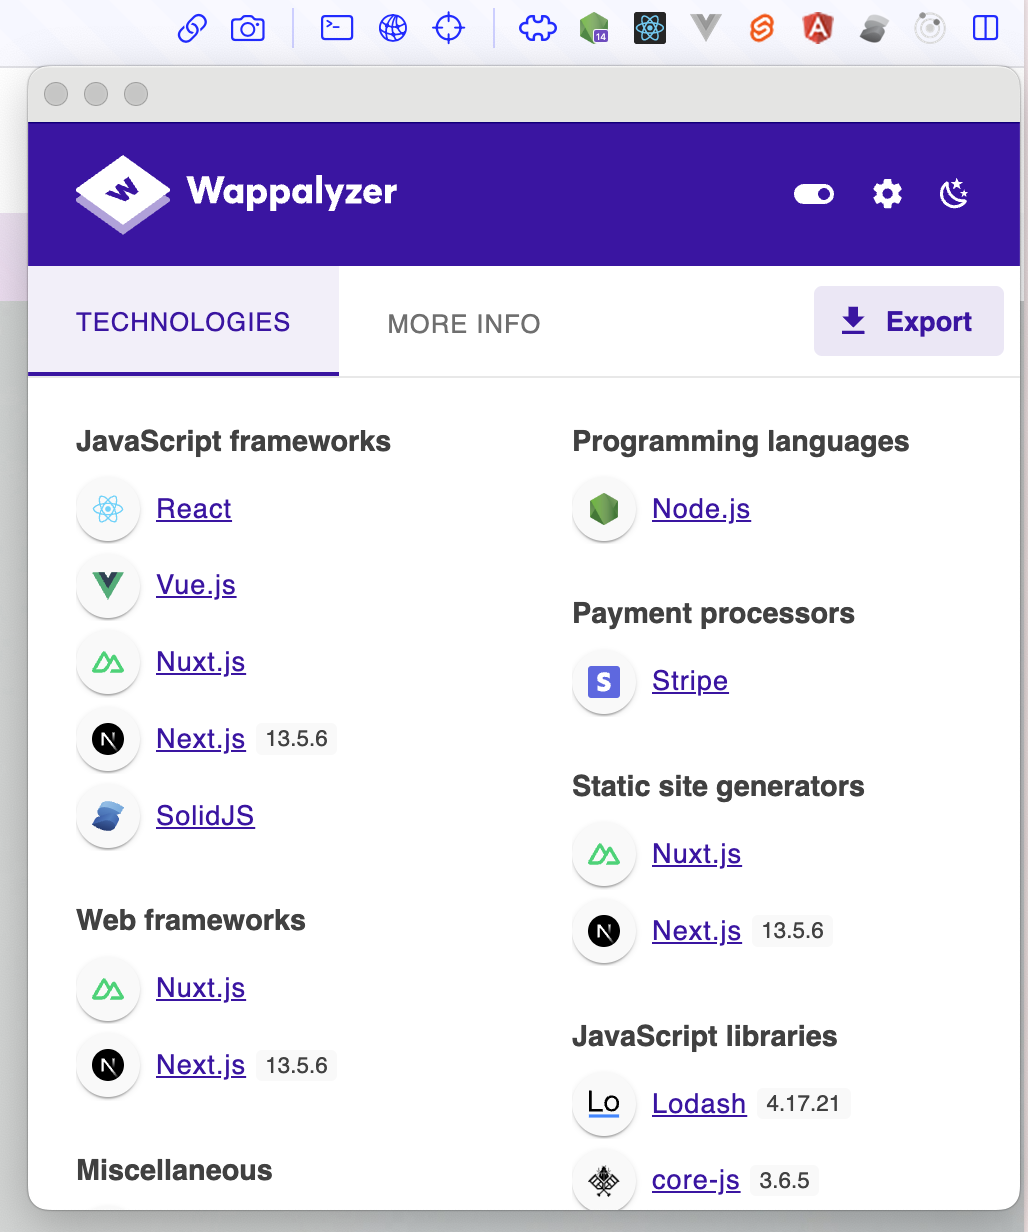 14
W
Wappalyzer
TECHNOLOGIES
MORE INFO
Export
JavaScript frameworks
React
Vue.js
Nuxt.js
N
Next.js 13.5.6
SolidJS
Web frameworks
Nuxt.js
N
Next.js 13.5.6
Miscellaneous
Programming languages
Node.js
Payment processors
S
Stripe
Static site generators
Nuxt.js
N
Next.js 13.5.6
JavaScript libraries
Lo
Lodash 4.17.21
core-js 3.6.5